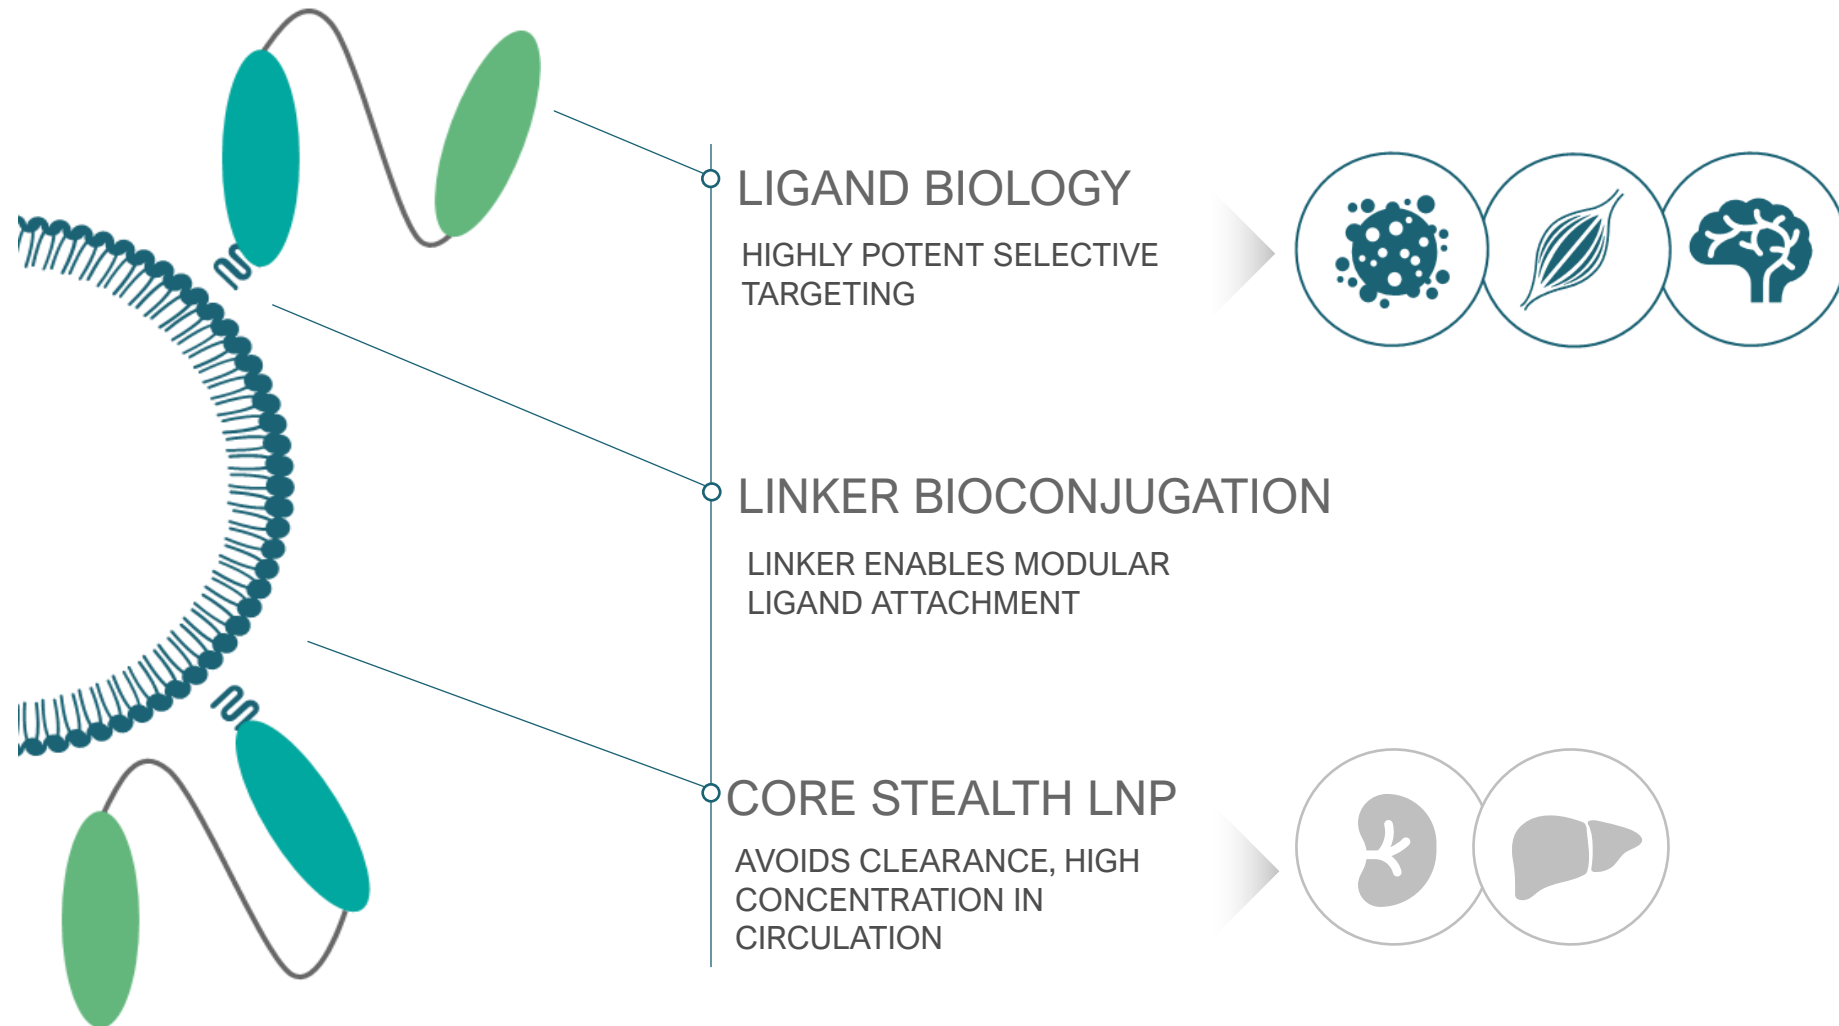 LIGAND BIOLOGY
HIGHLY POTENT SELECTIVE
TARGETING
LINKER BIOCONJUGATION
LINKER ENABLES MODULAR
LIGAND ATTACHMENT
CORE STEALTH LNP
AVOIDS CLEARANCE, HIGH
CONCENTRATION IN
CIRCULATION